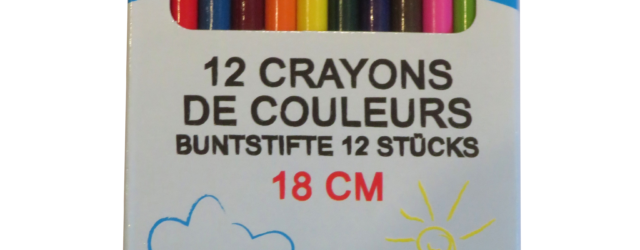 12 CRAYONS
DE COULEURS
BUNTSTIFTE 12 STÜCKS
18 CM